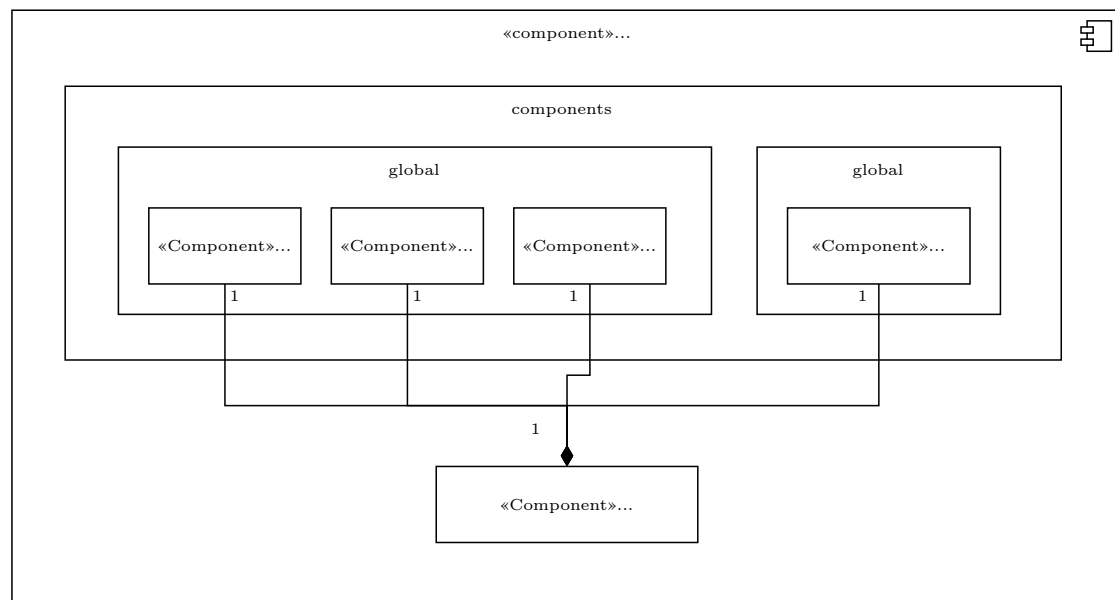 «component»...
components
global
global
«Component»...
«Component»...
«Component»...
«Component»...
1
1
1
1
1
«Component»...